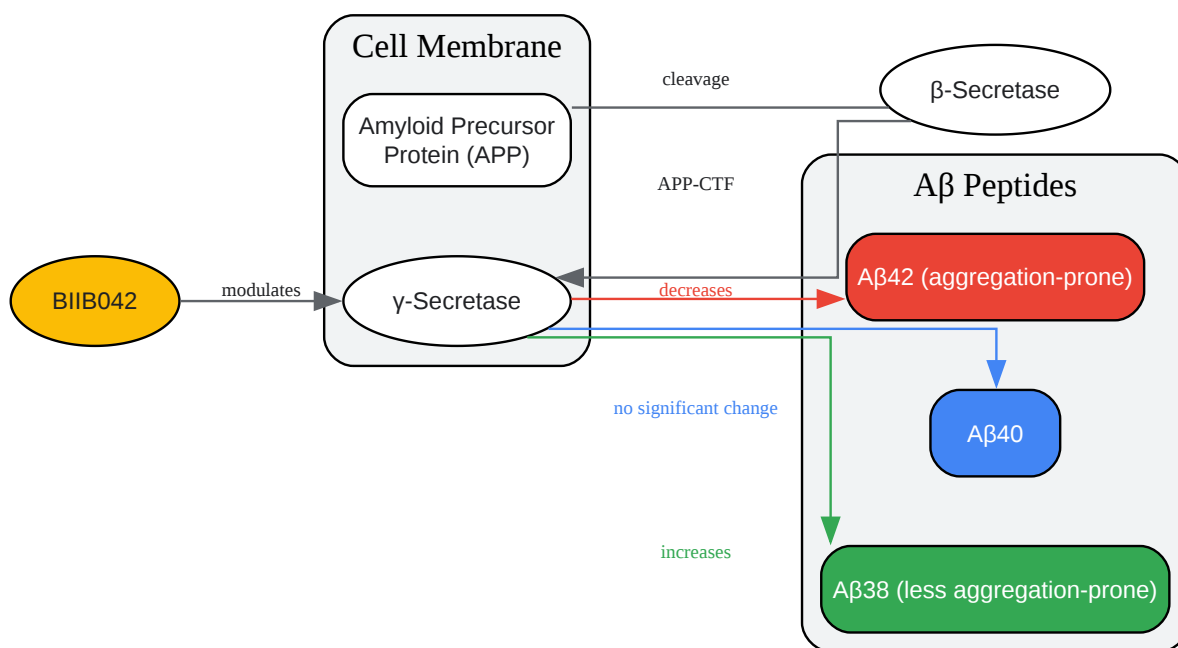 Cell Membrane
cleavage
β-Secretase
Amyloid Precursor
Protein (APP)
APP-CTF
Aβ Peptides
BIIB042
modulates
γ-Secretase
decreases
Aβ42 (aggregation-prone)
no significant change
Aβ40
increases
Aβ38 (less aggregation-prone)